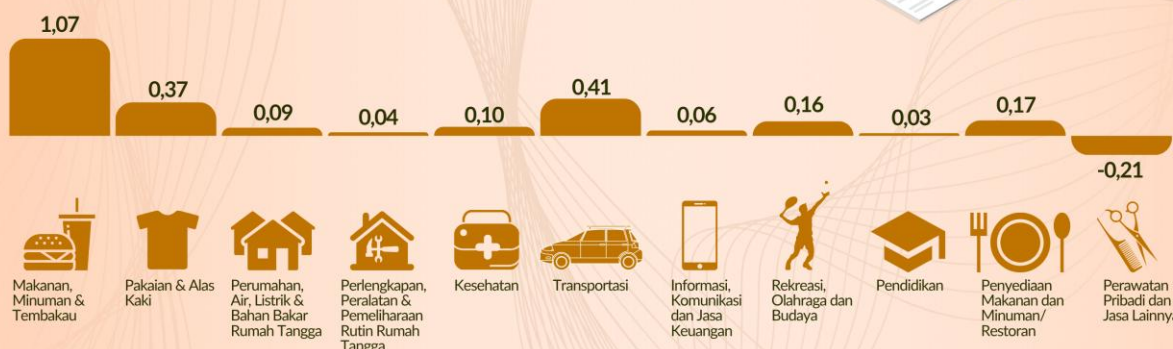 1,07
0,37
0,09
0,04
0,10
0,41
0,06
0,16
0,03
0,17
-0,21
Makanan,
Minuman &
Tembakau
Pakaian & Alas
Kaki
Perumahan,
Air, Listrik &
Bahan Bakar
Rumah Tangga
Perlengkapan,
Peralatan &
Pemeliharaan
Rutin Rumah
Tangga
Kesehatan
Transportasi
Informasi,
Komunikasi
dan Jasa
Keuangan
Rekreasi,
Olahraga dan
Budaya
Pendidikan
Penyediaan
Makanan dan
Minuman/
Restoran
Perawatan
Pribadi dan
Jasa Lainny